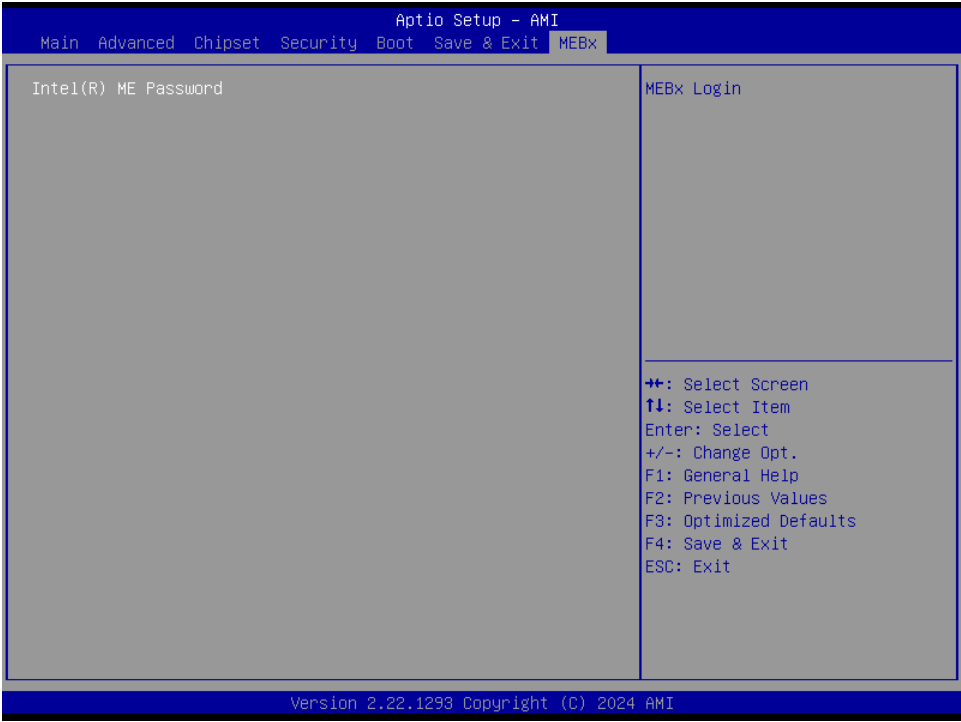 Aptio Setup – AMI
Main Advanced Chipset Security Boot Save & Exit MEBx
Intel(R) ME Password
MEBx Login
→←: Select Screen
↑↓: Select Item
Enter: Select
+/-: Change Opt.
F1: General Help
F2: Previous Values
F3: Optimized Defaults
F4: Save & Exit
ESC: Exit
Version 2.22.1293 Copyright (C) 2024 AMI